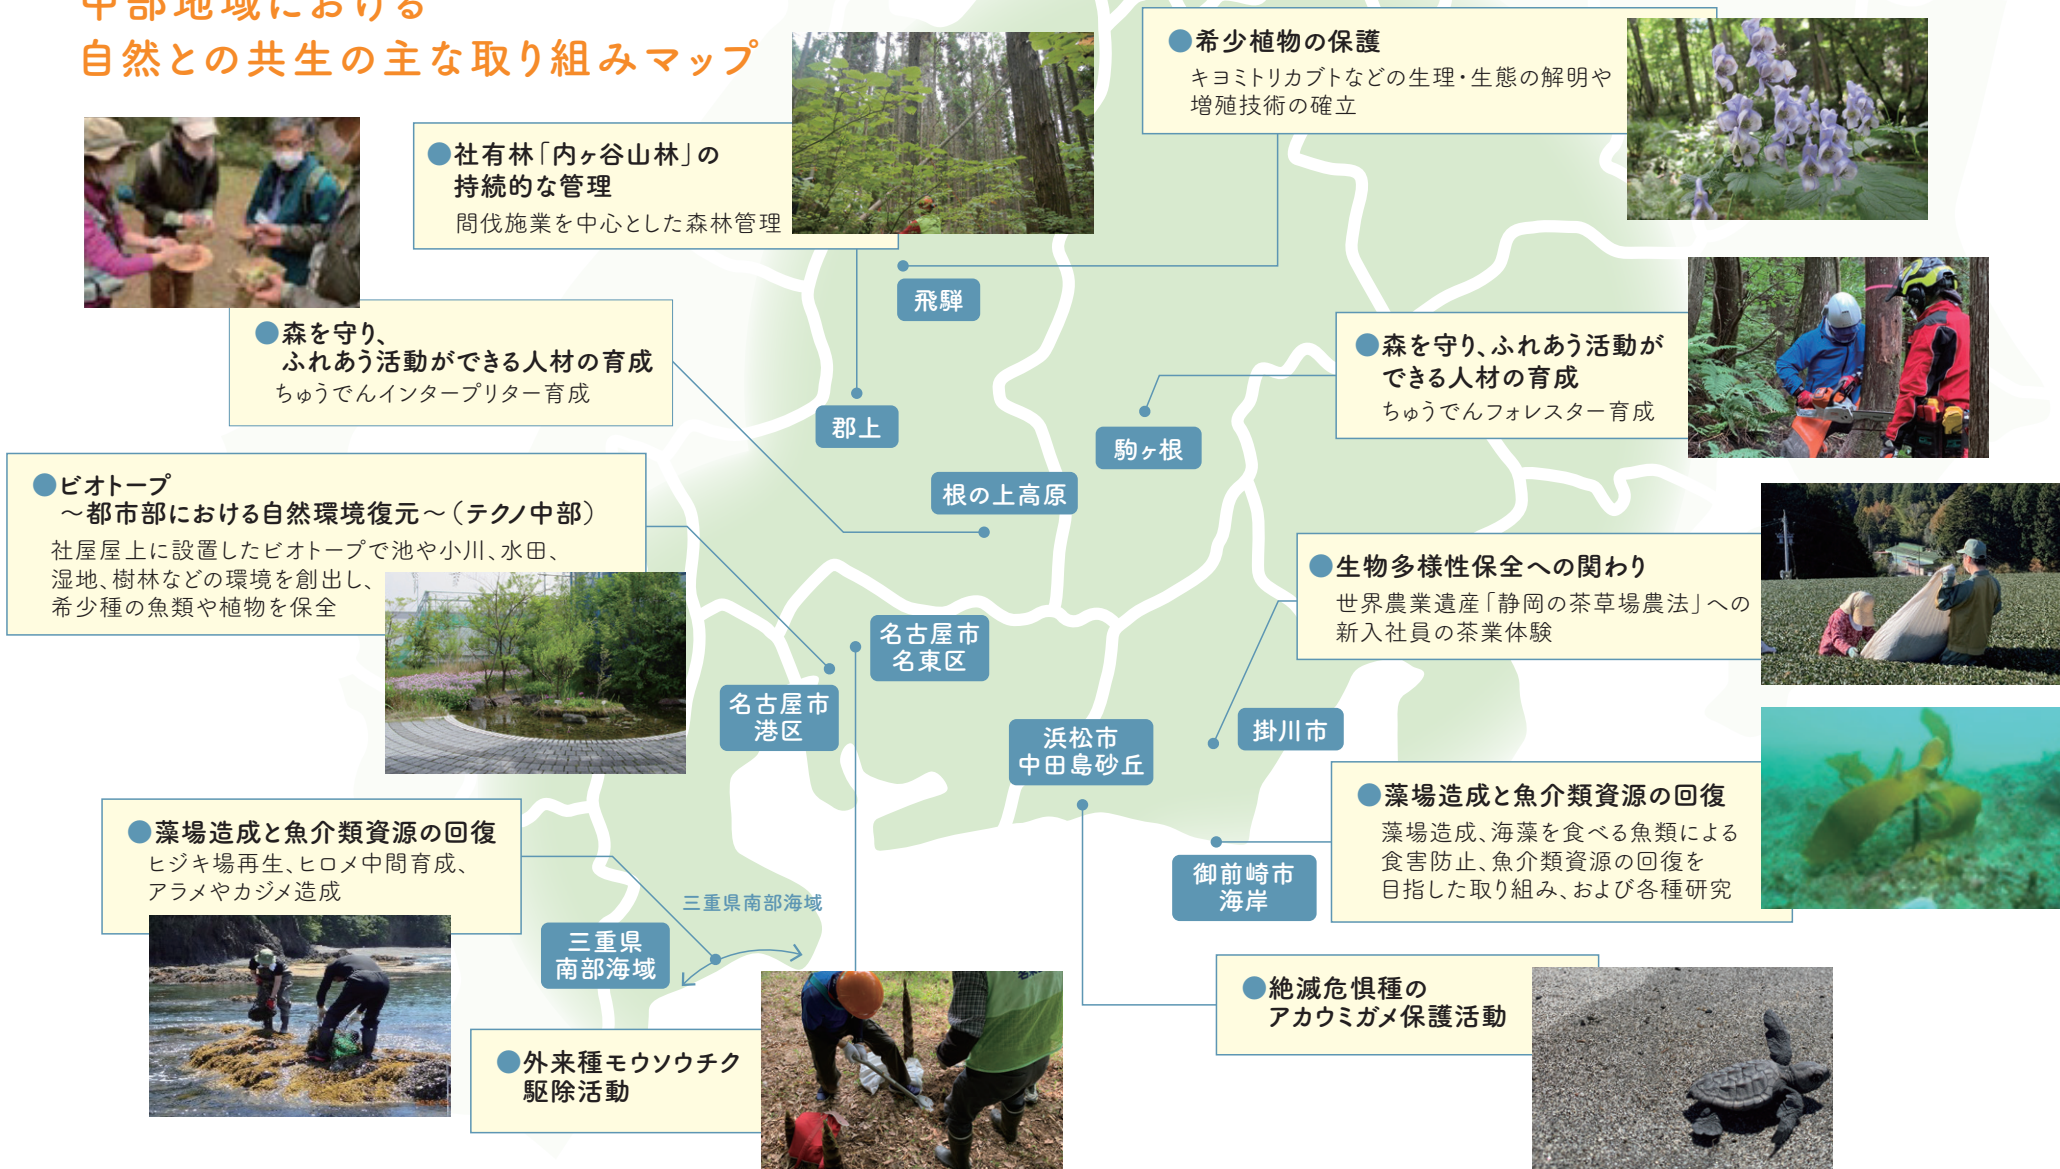 中部地域における
自然との共生の主な取り組みマップ
●希少植物の保護
キヨミトリカブトなどの生理・生態の解明や
増殖技術の確立
●社有林「内ヶ谷山林」の
持続的な管理
間伐施業を中心とした森林管理
飛騨
●森を守り、
ふれあう活動ができる人材の育成
ちゅうでんインタープリター育成
●森を守り、ふれあう活動が
できる人材の育成
ちゅうでんフォレスター育成
郡上
駒ヶ根
根の上高原
●ビオトープ
～都市部における自然環境復元～（テクノ中部）
社屋屋上に設置したビオトープで池や小川、水田、
湿地、樹林などの環境を創出し、
希少種の魚類や植物を保全
●生物多様性保全への関わり
世界農業遺産「静岡の茶草場農法」への
新入社員の茶業体験
名古屋市
名東区
名古屋市
港区
浜松市
中田島砂丘
掛川市
●藻場造成と魚介類資源の回復
藻場造成、海藻を食べる魚類による
食害防止、魚介類資源の回復を
目指した取り組み、および各種研究
●藻場造成と魚介類資源の回復
ヒジキ場再生、ヒロメ中間育成、
アラメやカジメ造成
御前崎市
海岸
三重県南部海域
三重県
南部海域
●絶滅危惧種の
アカウミガメ保護活動
●外来種モウソウチク
駆除活動